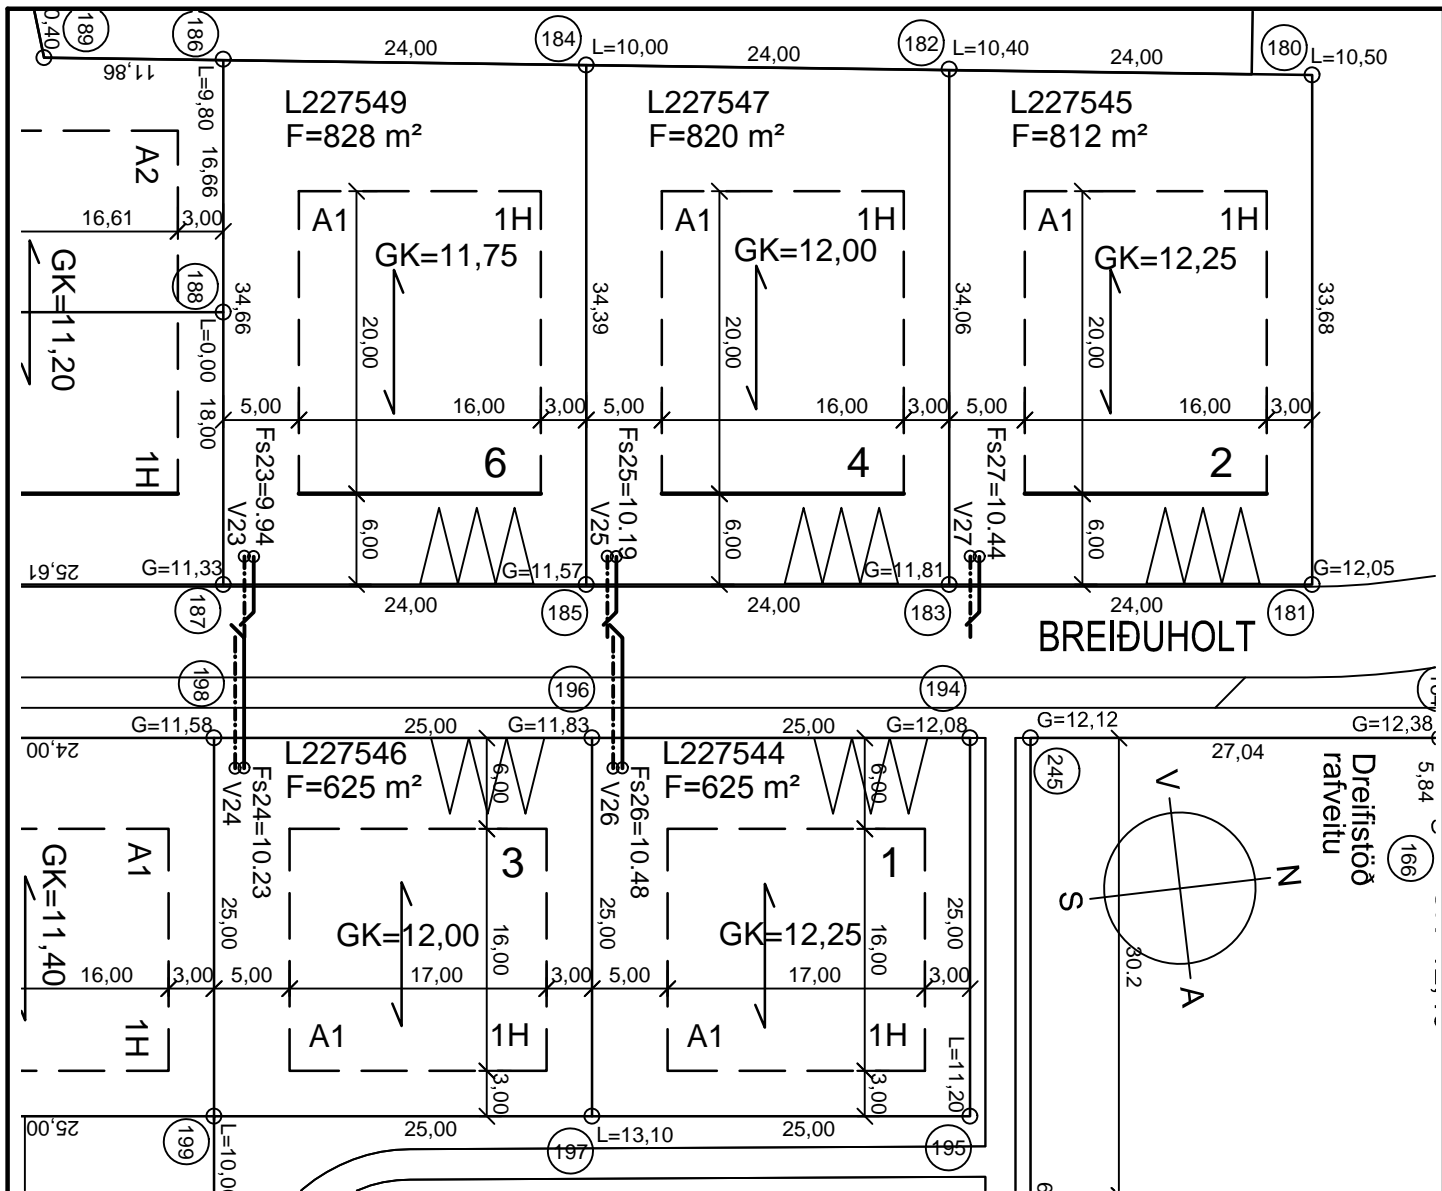 0,40
189
186
24,00
184
L=10,00
24,00
182
L=10,40
24,00
180
L=10,50
11,86
L=9,80
L227549
F=828 m²
L227547
F=820 m²
L227545
F=812 m²
A2
16,66
16,61
3,00
A1
1H
A1
1H
A1
1H
GK=11,75
GK=12,00
GK=12,25
GK=11,20
188
34,66
20,00
34,39
20,00
34,06
20,00
33,68
L=0,00
18,00
5,00
16,00
3,00
5,00
16,00
3,00
5,00
16,00
3,00
1H
Fs23=9.94
V23
6
Fs25=10.19
V25
4
Fs27=10.44
V27
2
6,00
6,00
6,00
25,61
G=11,33
G=11,57
G=11,81
G=12,05
187
24,00
185
24,00
183
24,00
181
BREIÐUHOLT
198
196
194
G=11,58
25,00
G=11,83
25,00
G=12,08
G=12,12
G=12,38
24,00
27,04
L227546
F=625 m²
L227544
F=625 m²
6,00
6,00
245
Dreifistöð
rafveitu
5,84
166
V24
Fs24=10.23
V26
Fs26=10.48
V
N
S
A
A1
3
1
GK=11,40
25,00
GK=12,00
16,00
25,00
GK=12,25
16,00
25,00
30.2
16,00
3,00
5,00
17,00
3,00
5,00
17,00
3,00
1H
A1
1H
A1
1H
3,00
3,00
L=11,20
25,00
199
L=10,00
25,00
197
L=13,10
25,00
195